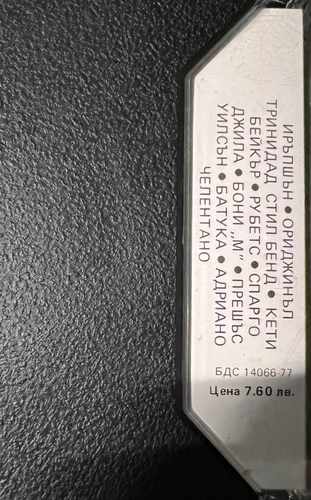 ИРЪПШЪН • ОРИДЖИНЪЛ
ТРИНИДАД СТИЛ БЕНД • КЕТИ
БЕЙКЪР • РУБЕТС • СПАРГО
ДЖИЛА • БОНИ „М” • ПРЕШЪС
УИЛСЪН • БАТУКА • АДРИАНО
ЧЕЛЕНТАНО
БДС 14066-77
Цена 7.60 лв.